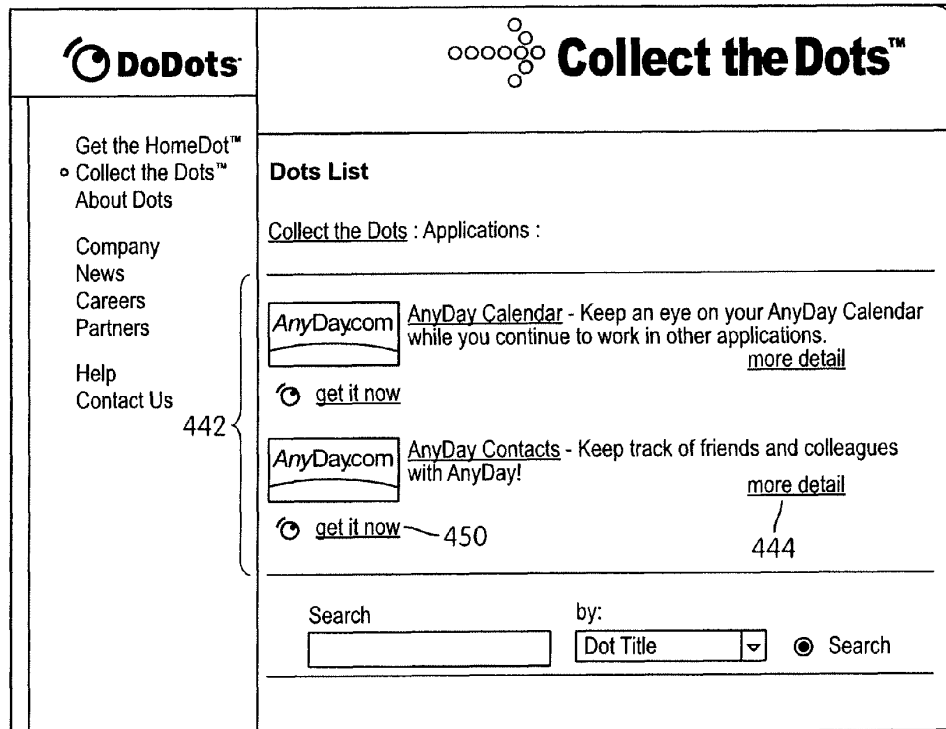 DoDots
Collect the Dots™
Get the HomeDot™
Collect the Dots™
About Dots
Company
News
Careers
Partners
Help
Contact Us
442
Dots List
Collect the Dots : Applications :
AnyDay.com
AnyDay Calendar - Keep an eye on your AnyDay Calendar
while you continue to work in other applications.
more detail
get it now
AnyDay.com
AnyDay Contacts - Keep track of friends and colleagues
with AnyDay!
more detail
get it now
450
444
Search
by:
Dot Title
Search